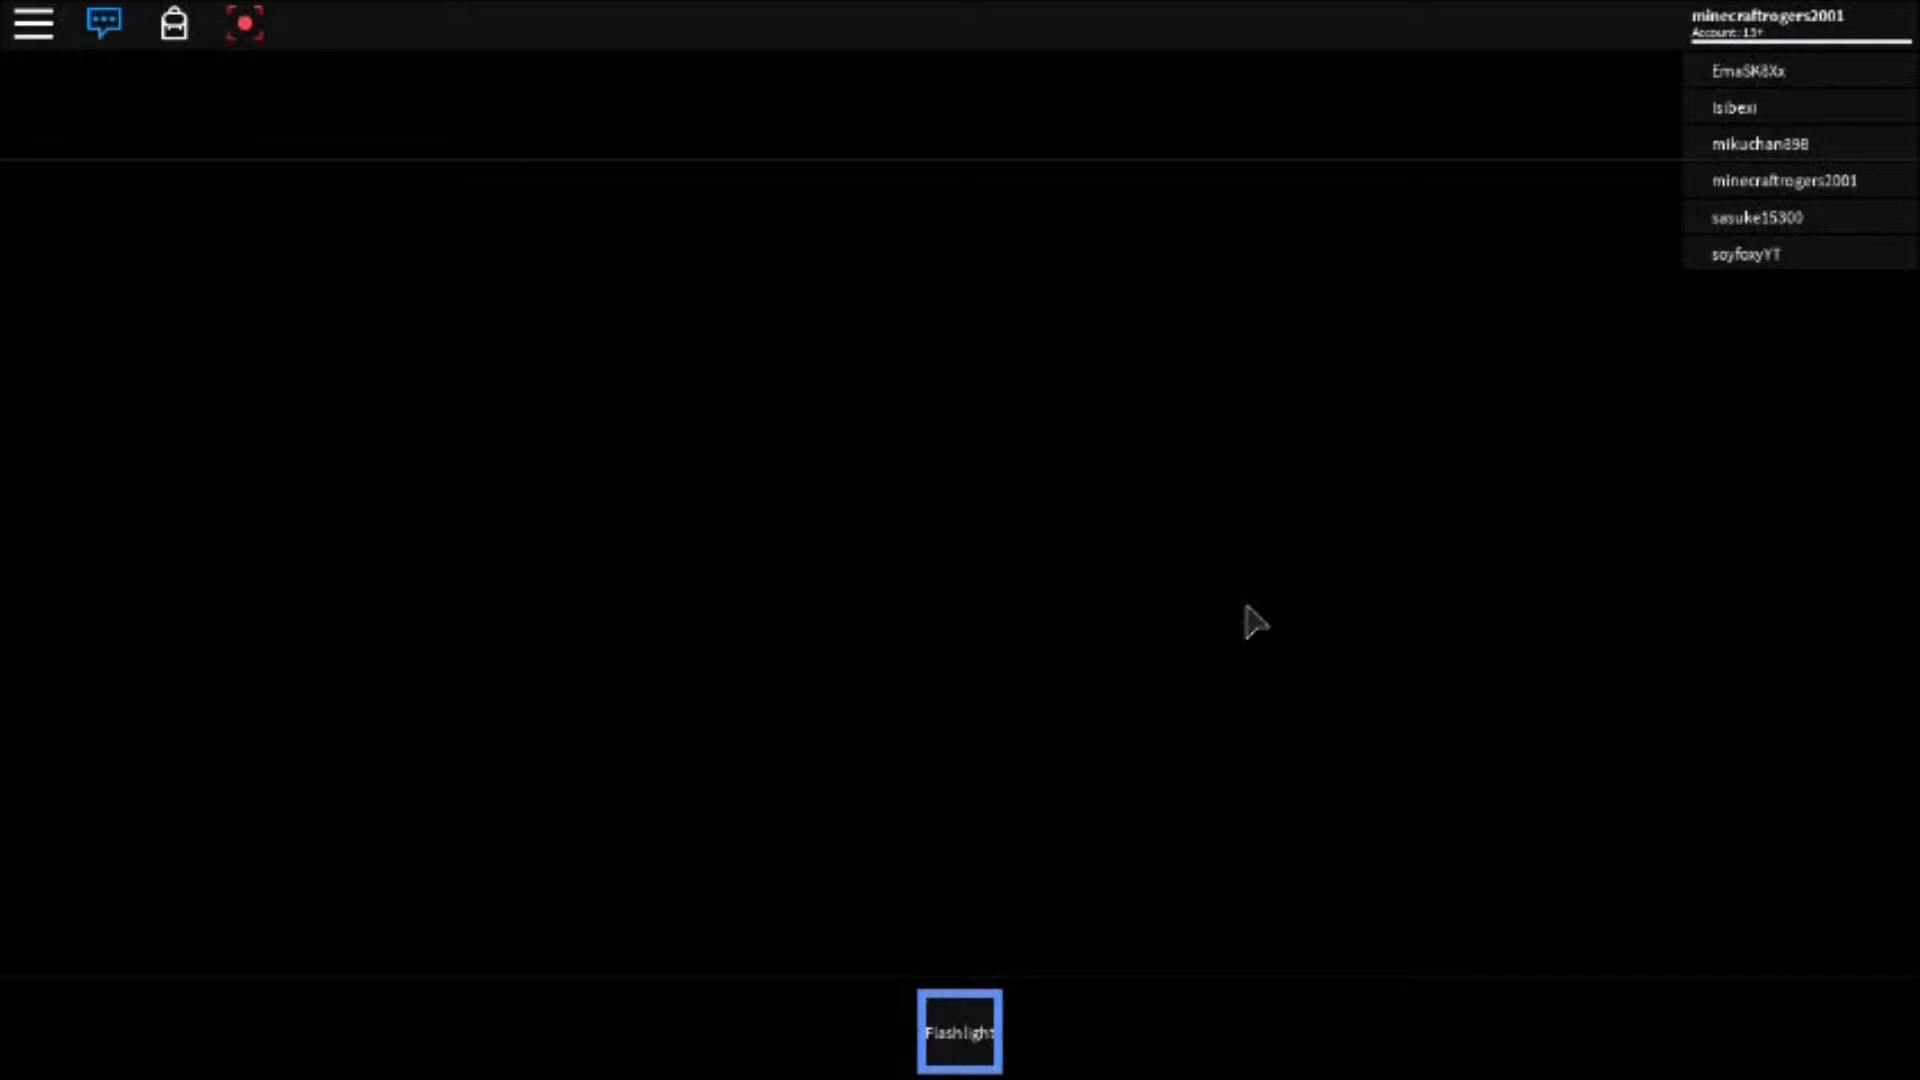 minecraftrogers2001
Account: 13+
EmaSK8Xx
Isibexi
mikuchan898
minecraftrogers2001
sasuke15300
soyfoxyYT
Flashlight